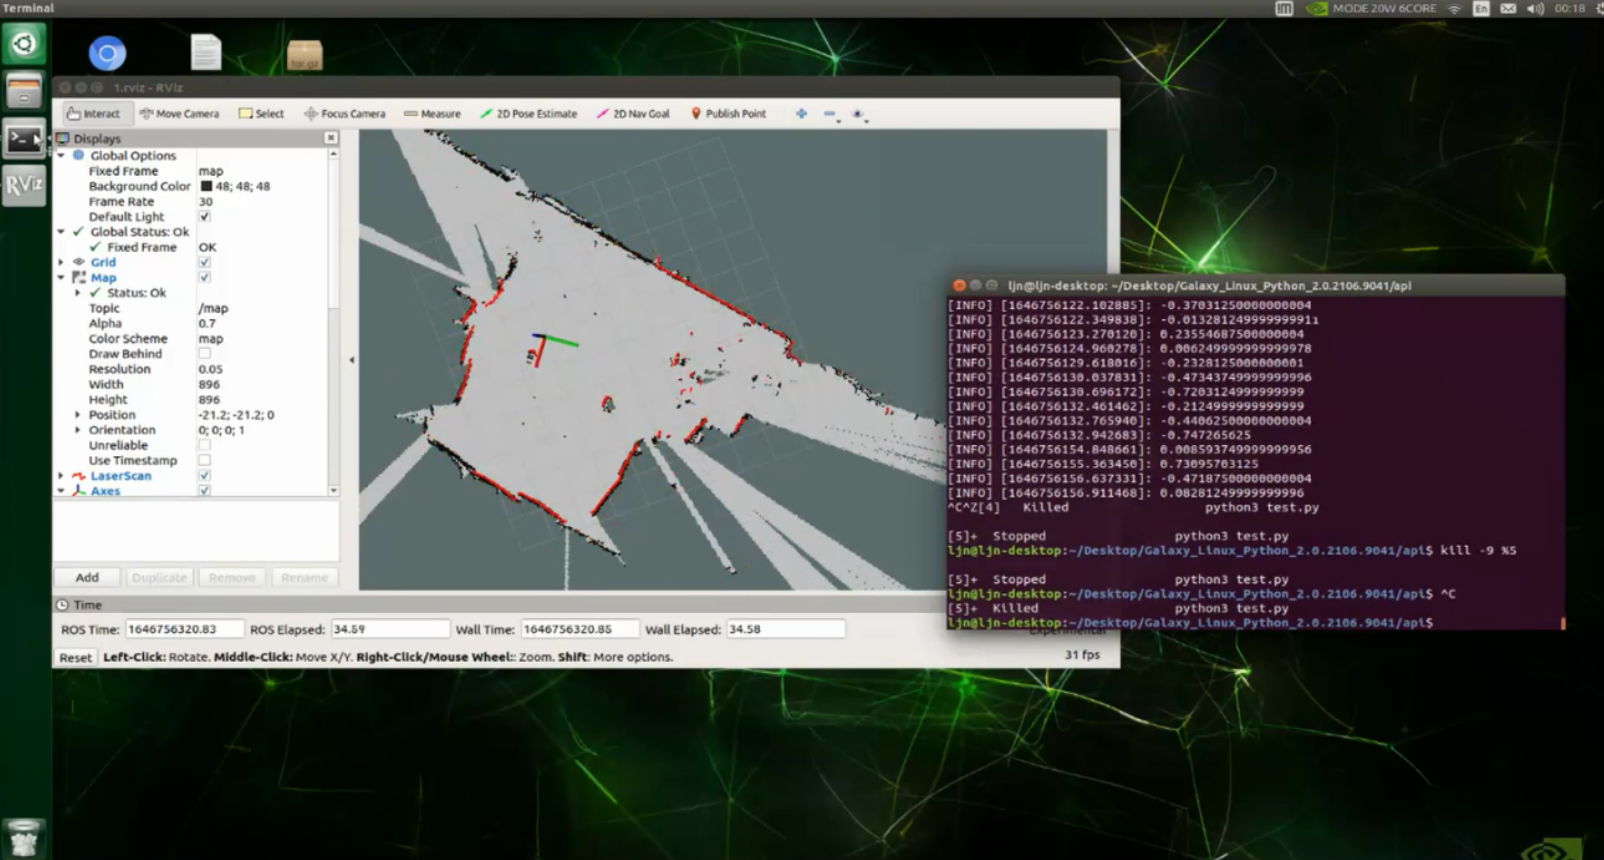 Terminal
MODE 20W 6CORE
En
00:18
tar.gz
1.rviz - RViz
Interact
Move Camera
Select
Focus Camera
Measure
2D Pose Estimate
2D Nav Goal
Publish Point
RViz
Displays
Global Options
Fixed Frame map
Background Color 48; 48; 48
Frame Rate 30
Default Light ✓
Global Status: Ok
Fixed Frame OK
Grid
Map
Status: Ok
Topic /map
Alpha 0.7
Color Scheme map
Draw Behind
Resolution 0.05
Width 896
Height 896
Position -21.2; -21.2; 0
Orientation 0; 0; 0; 1
Unreliable
Use Timestamp
LaserScan
Axes
Add Duplicate Remove Rename
Time
ROS Time: 1646756320.83 ROS Elapsed: 34.59 Wall Time: 1646756320.85 Wall Elapsed: 34.58
Experimental
Reset Left-Click: Rotate. Middle-Click: Move X/Y. Right-Click/Mouse Wheel:: Zoom. Shift: More options.
31 fps
ljn@ljn-desktop: ~/Desktop/Galaxy_Linux_Python_2.0.2106.9041/api
[INFO] [1646756122.102885]: -0.37031250000000004
[INFO] [1646756122.349838]: -0.013281249999999991ı
[INFO] [1646756123.270120]: 0.23554687500000004
[INFO] [1646756124.960278]: 0.006249999999999978
[INFO] [1646756129.618016]: -0.2328125000000001
[INFO] [1646756130.037831]: -0.47343749999999996
[INFO] [1646756130.696172]: -0.7203124999999999
[INFO] [1646756132.461462]: -0.2124999999999999
[INFO] [1646756132.765940]: -0.44062500000000004
[INFO] [1646756132.942683]: -0.747265625
[INFO] [1646756154.848661]: 0.008593749999999956
[INFO] [1646756155.363450]: 0.73095703125
[INFO] [1646756156.637331]: -0.47187500000000004
[INFO] [1646756156.911468]: 0.08281249999999996
^C^Z[4] Killed python3 test.py
[5]+ Stopped python3 test.py
ljn@ljn-desktop:~/Desktop/Galaxy_Linux_Python_2.0.2106.9041/api$ kill -9 %5
[5]+ Stopped python3 test.py
ljn@ljn-desktop:~/Desktop/Galaxy_Linux_Python_2.0.2106.9041/api$ ^C
[5]+ Killed python3 test.py
ljn@ljn-desktop:~/Desktop/Galaxy_Linux_Python_2.0.2106.9041/api$